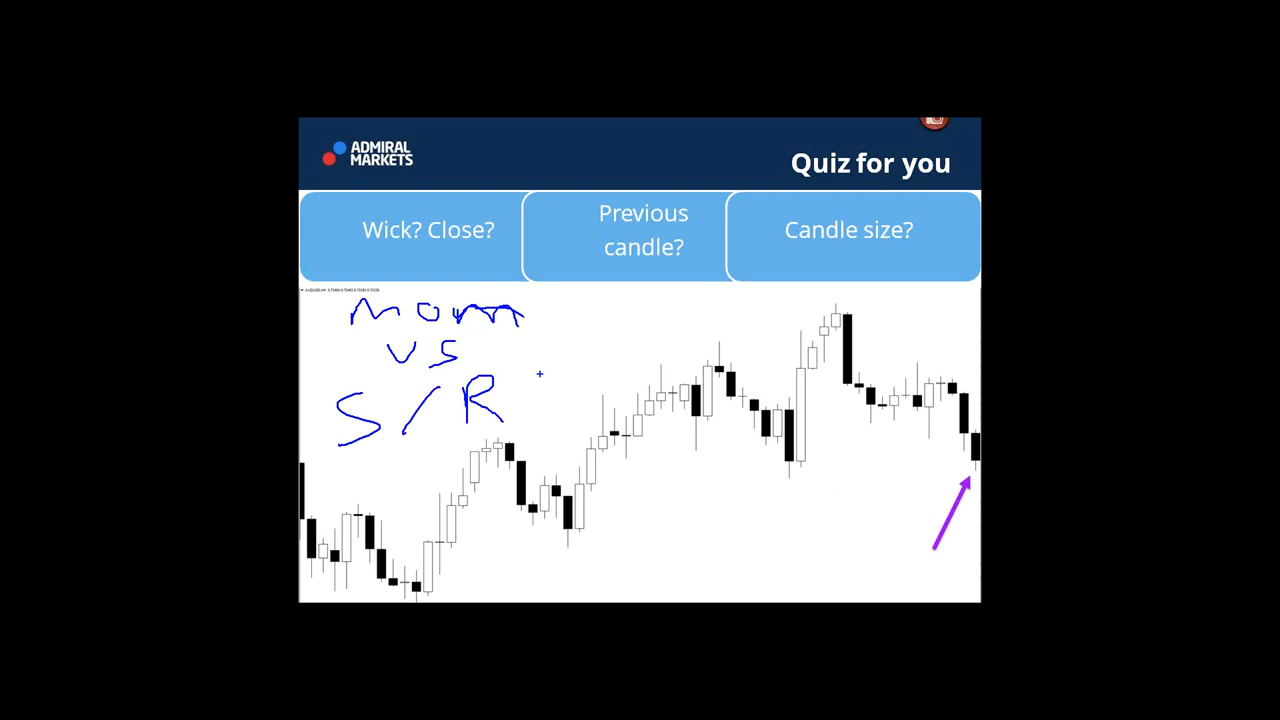 ADMIRAL
MARKETS
Quiz for you
Wick? Close?
Previous
candle?
Candle size?
Mom
vs
S/R